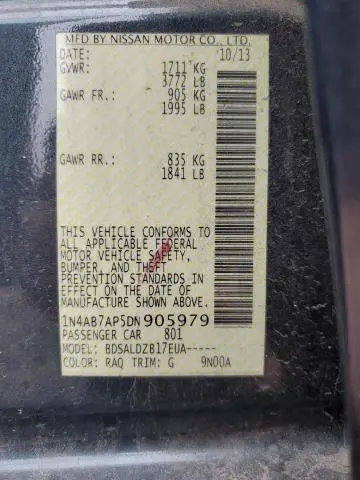 MFD BY NISSAN MOTOR CO., LTD.
DATE: 10/13
GVWR: 1711 KG
3772 LB
GAWR FR.: 905 KG
1995 LB
GAWR RR.: 835 KG
1841 LB
THIS VEHICLE CONFORMS TO
ALL APPLICABLE FEDERAL
MOTOR VEHICLE SAFETY,
BUMPER, AND THEFT
PREVENTION STANDARDS IN
EFFECT ON THE DATE OF
MANUFACTURE SHOWN ABOVE.
1N4AB7AP5DN905979
PASSENGER CAR 801
MODEL: BDSALDZB17EUA-----
COLOR: RAQ TRIM: G 9N00A